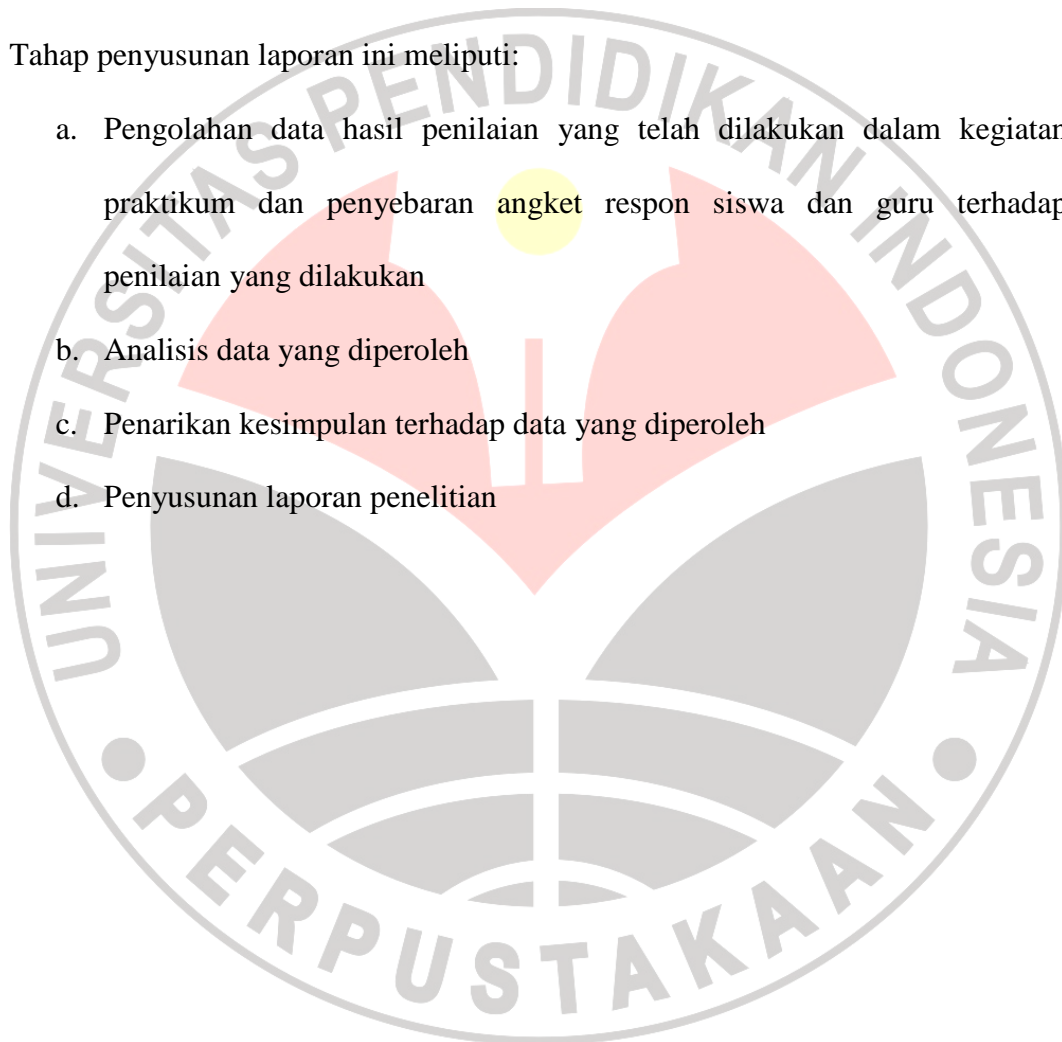 Tahap penyusunan laporan ini meliputi:
a. Pengolahan data hasil penilaian yang telah dilakukan dalam kegiatan
praktikum dan penyebaran angket respon siswa dan guru terhadap
penilaian yang dilakukan
b. Analisis data yang diperoleh
c. Penarikan kesimpulan terhadap data yang diperoleh
d. Penyusunan laporan penelitian
UNIVERSITAS PENDIDIKAN INDONESIA
PERPUSTAKAAN